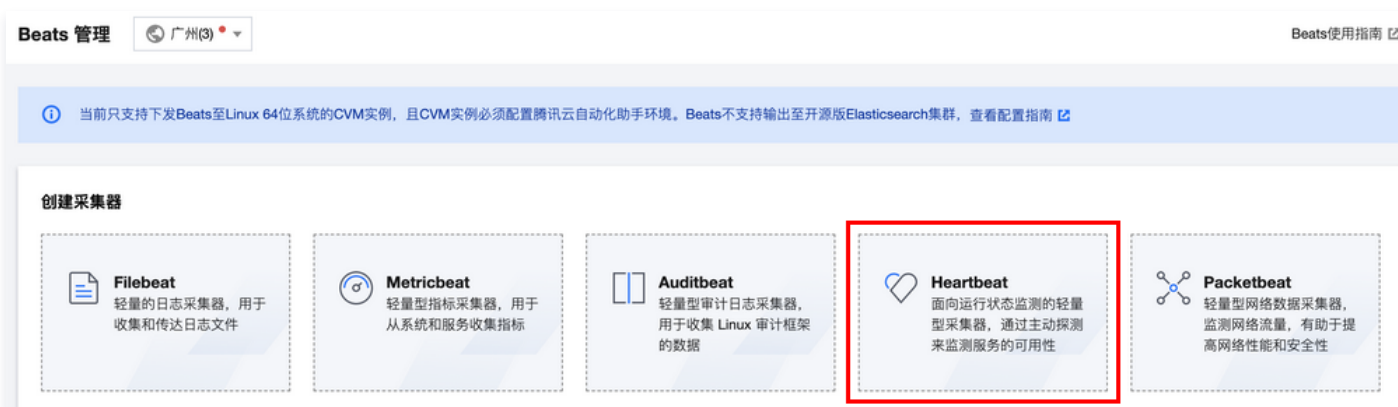 Beats 管理
广州(3)
Beats使用指南
当前只支持下发Beats至Linux 64位系统的CVM实例，且CVM实例必须配置腾讯云自动化助手环境。Beats不支持输出至开源版Elasticsearch集群，查看配置指南
创建采集器
Filebeat
轻量的日志采集器，用于
收集和传达日志文件
Metricbeat
轻量型指标采集器，用于
从系统和服务收集指标
Auditbeat
轻量型审计日志采集器，
用于收集 Linux 审计框架
的数据
Heartbeat
面向运行状态监测的轻量
型采集器，通过主动探测
来监测服务的可用性
Packetbeat
轻量型网络数据采集器，
监测网络流量，有助于提
高网络性能和安全性